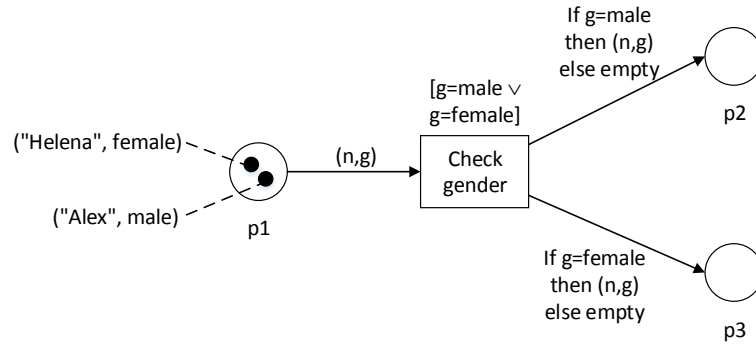 ("Helena", female)
("Alex", male)
p1
(n,g)
[g=male ∨
g=female]
Check
gender
If g=male
then (n,g)
else empty
p2
If g=female
then (n,g)
else empty
p3